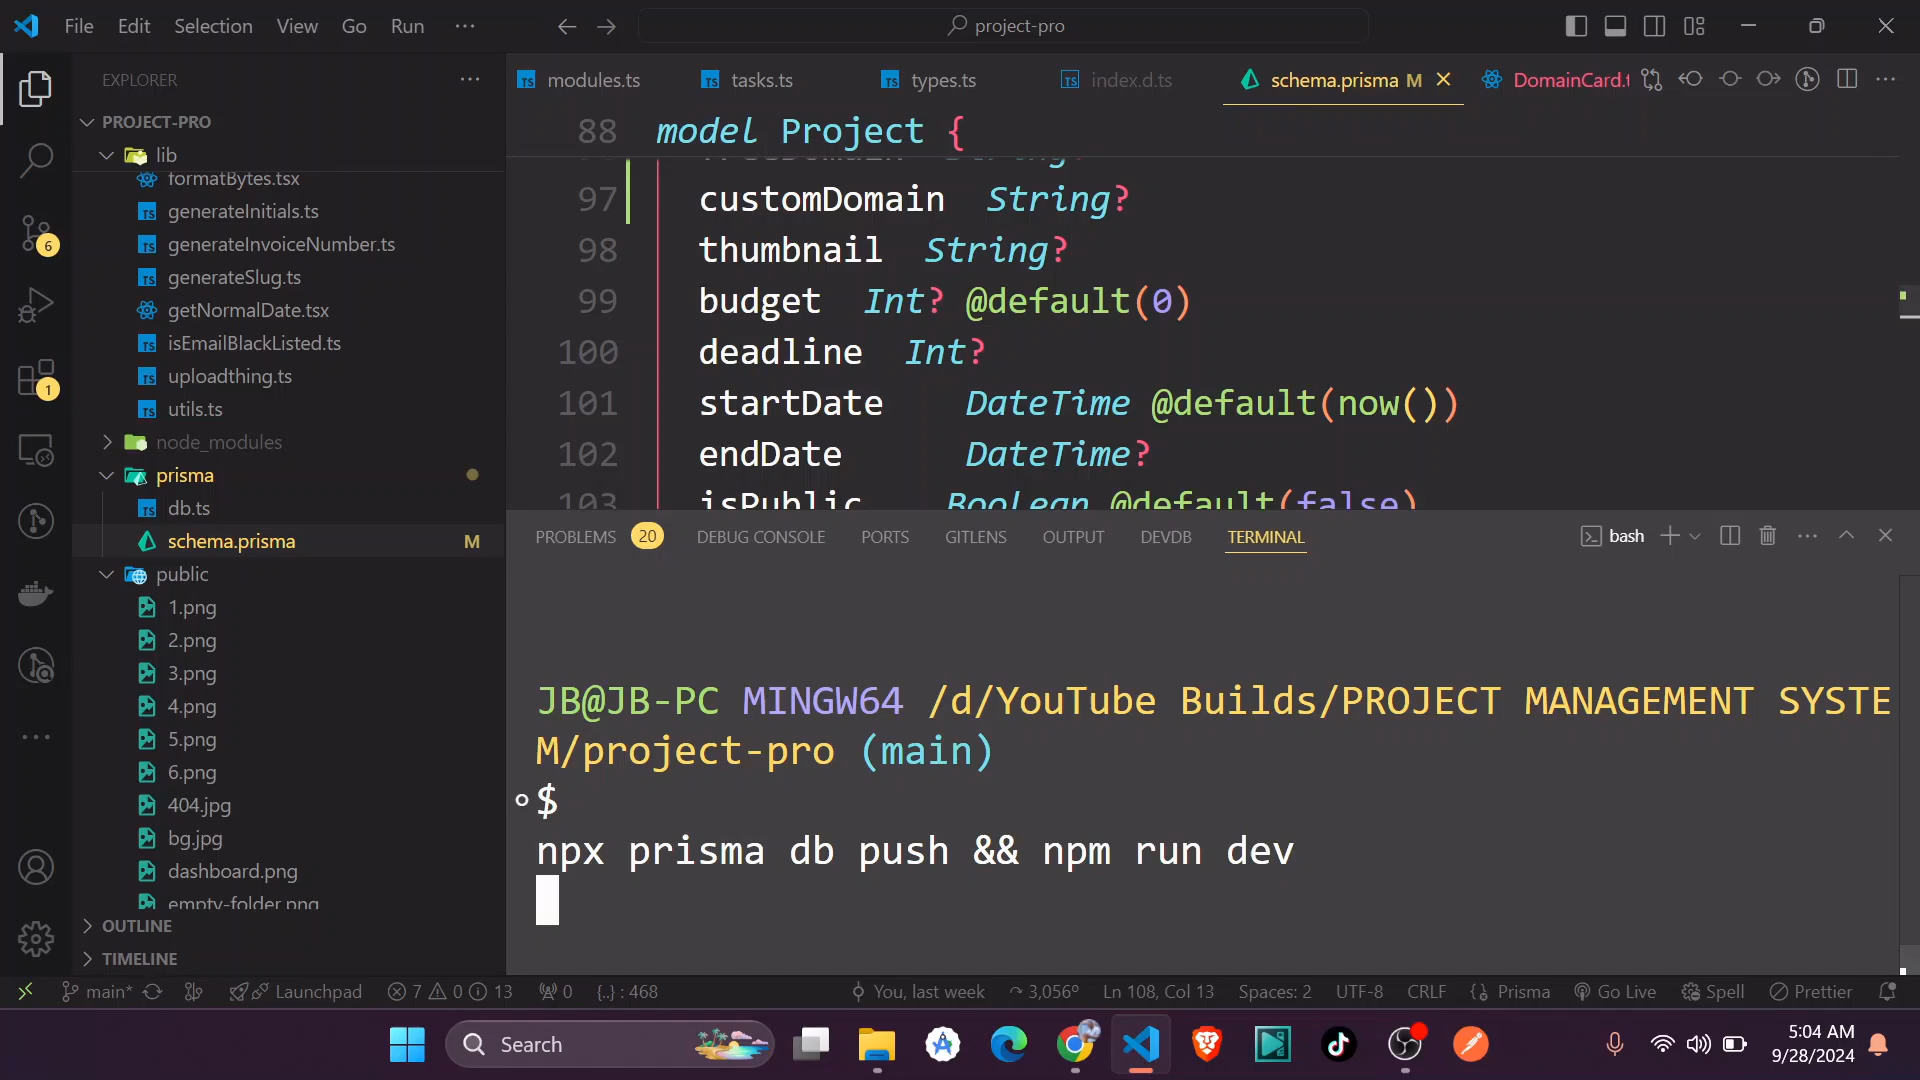 File Edit Selection View Go Run ··· project-pro
EXPLORER
PROJECT-PRO
lib
formatBytes.tsx
generateInitials.ts
generateInvoiceNumber.ts
generateSlug.ts
getNormalDate.tsx
isEmailBlackListed.ts
uploadthing.ts
utils.ts
node_modules
prisma
db.ts
schema.prisma M
public
1.png
2.png
3.png
4.png
5.png
6.png
404.jpg
bg.jpg
dashboard.png
empty-folder.png
OUTLINE
TIMELINE
6
1
modules.ts tasks.ts types.ts index.d.ts schema.prisma M DomainCard.t
88 model Project {
97 customDomain String?
98 thumbnail String?
99 budget Int? @default(0)
100 deadline Int?
101 startDate DateTime @default(now())
102 endDate DateTime?
103 isPublic Boolean @default(false)
PROBLEMS 20 DEBUG CONSOLE PORTS GITLENS OUTPUT DEVDB TERMINAL bash
JB@JB-PC MINGW64 /d/YouTube Builds/PROJECT MANAGEMENT SYSTE
M/project-pro (main)
$
npx prisma db push && npm run dev
main* Launchpad 7 0 13 0 {..} : 468 You, last week 3,056º Ln 108, Col 13 Spaces: 2 UTF-8 CRLF Prisma Go Live Spell Prettier
Search
5:04 AM
9/28/2024